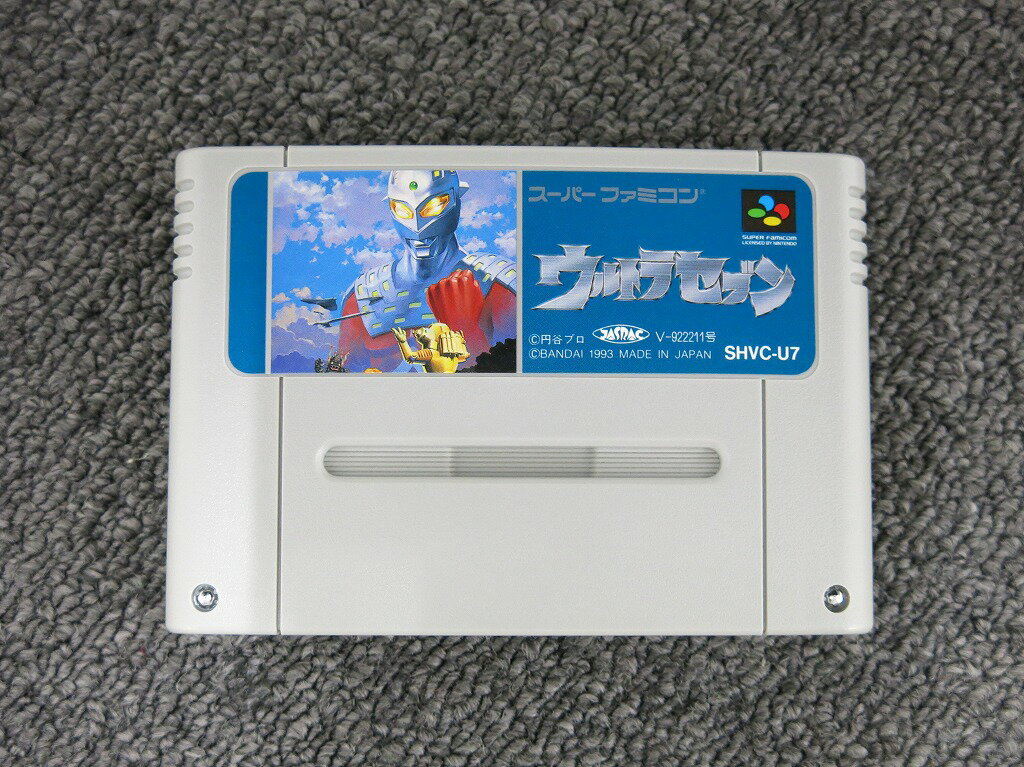 スーパーファミコン®
SUPER FAMICOM
LICENSED BY NINTENDO
ウルトラセブン
©円谷プロ JASRAC V-922211号
©BANDAI 1993 MADE IN JAPAN SHVC-U7